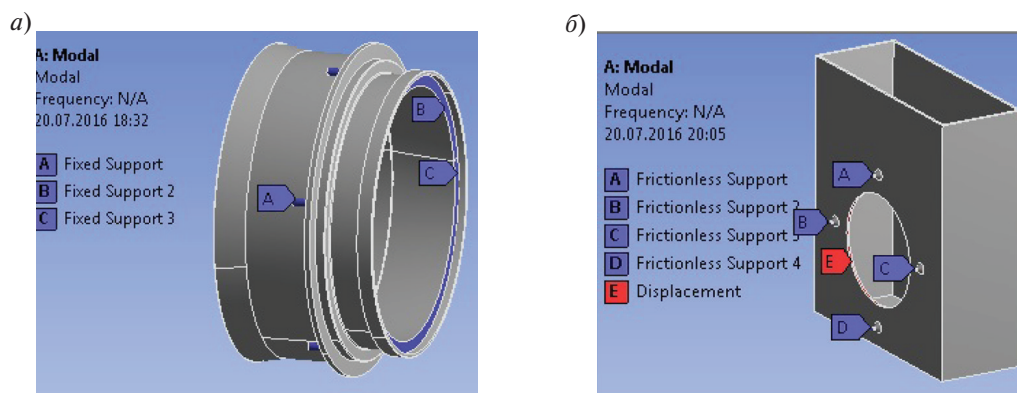 а)
A: Modal
Modal
Frequency: N/A
20.07.2016 18:32
A Fixed Support
B Fixed Support 2
C Fixed Support 3
B
C
A
б)
A: Modal
Modal
Frequency: N/A
20.07.2016 20:05
A Frictionless Support
B Frictionless Support 2
C Frictionless Support 3
D Frictionless Support 4
E Displacement
A
B
E
C
D